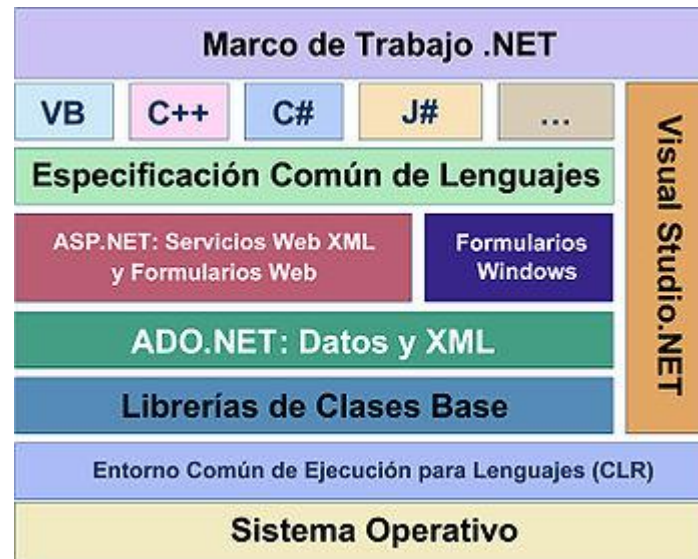 Marco de Trabajo .NET
VB
C++
C#
J#
...
Visual Studio.NET
Especificación Común de Lenguajes
ASP.NET: Servicios Web XML
y Formularios Web
Formularios
Windows
ADO.NET: Datos y XML
Librerías de Clases Base
Entorno Común de Ejecución para Lenguajes (CLR)
Sistema Operativo